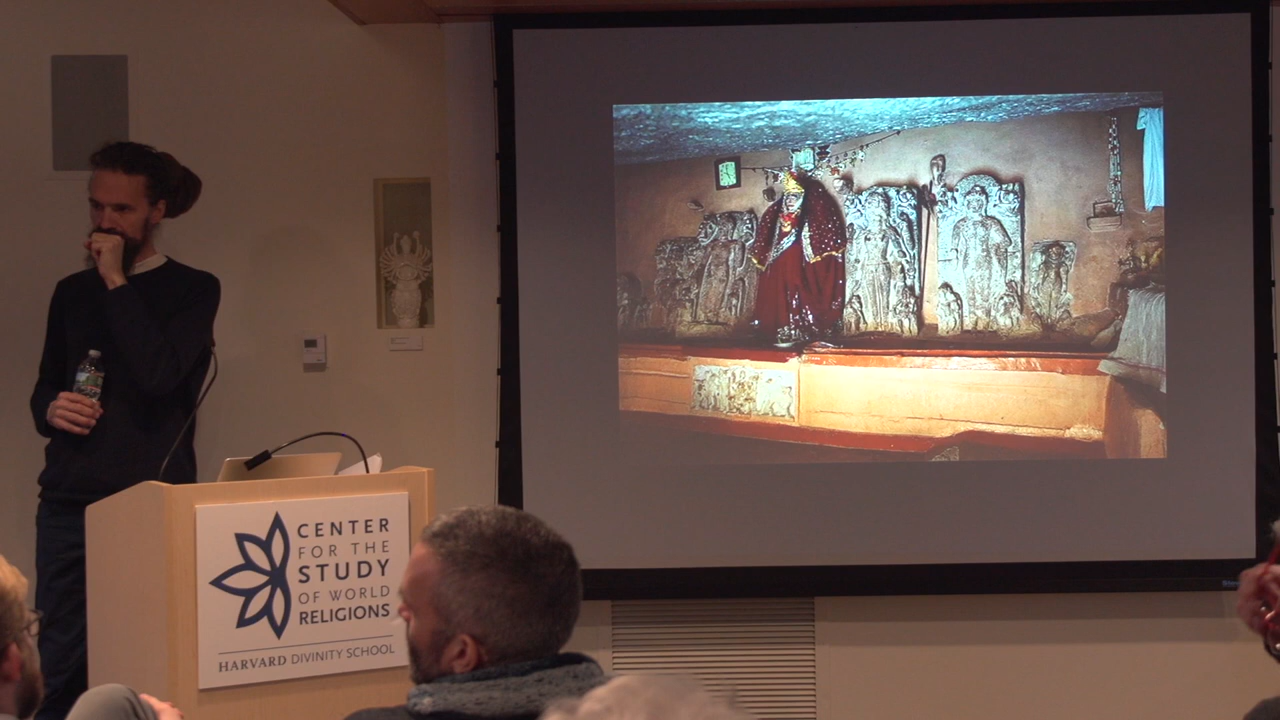 CENTER
FOR THE
STUDY
OF WORLD
RELIGIONS
HARVARD DIVINITY SCHOOL